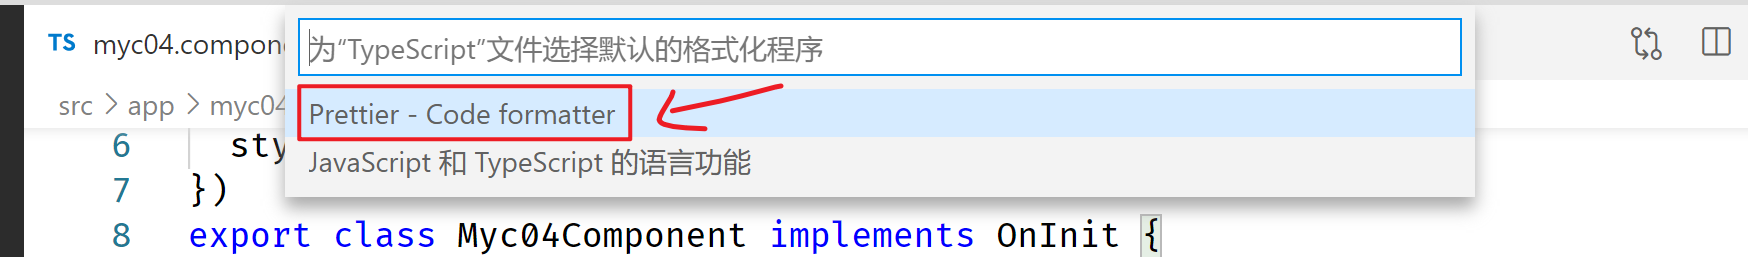 TS myc04.compon
为“TypeScript”文件选择默认的格式化程序
src > app > myc04
Prettier - Code formatter
6 sty
JavaScript 和 TypeScript 的语言功能
7 })
8 export class Myc04Component implements OnInit {